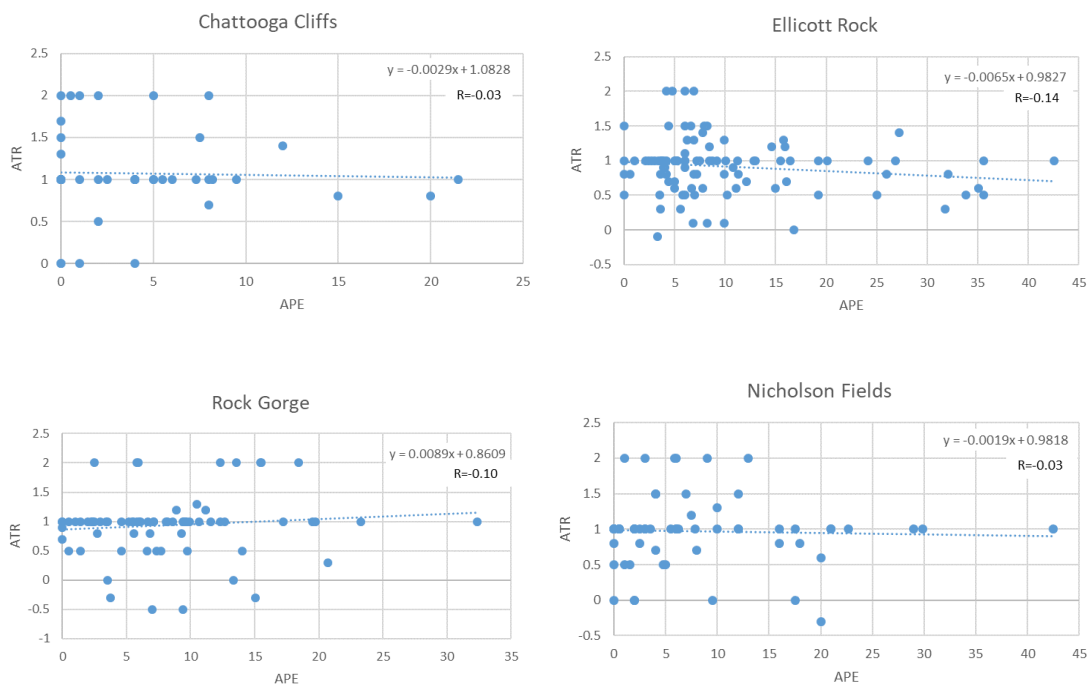 Chattooga Cliffs
y = -0.0029x + 1.0828
R=-0.03
2.5
2
1.5
1
0.5
0
ATR
0 5 10 15 20 25
APE
Ellicott Rock
y = -0.0065x + 0.9827
R=-0.14
2.5
2
1.5
1
0.5
0
-0.5
ATR
0 5 10 15 20 25 30 35 40 45
APE
Rock Gorge
y = 0.0089x + 0.8609
R=-0.10
2.5
2
1.5
1
0.5
0
-0.5
-1
ATR
0 5 10 15 20 25 30 35
APE
Nicholson Fields
y = -0.0019x + 0.9818
R=-0.03
2.5
2
1.5
1
0.5
0
-0.5
ATR
0 5 10 15 20 25 30 35 40 45
APE